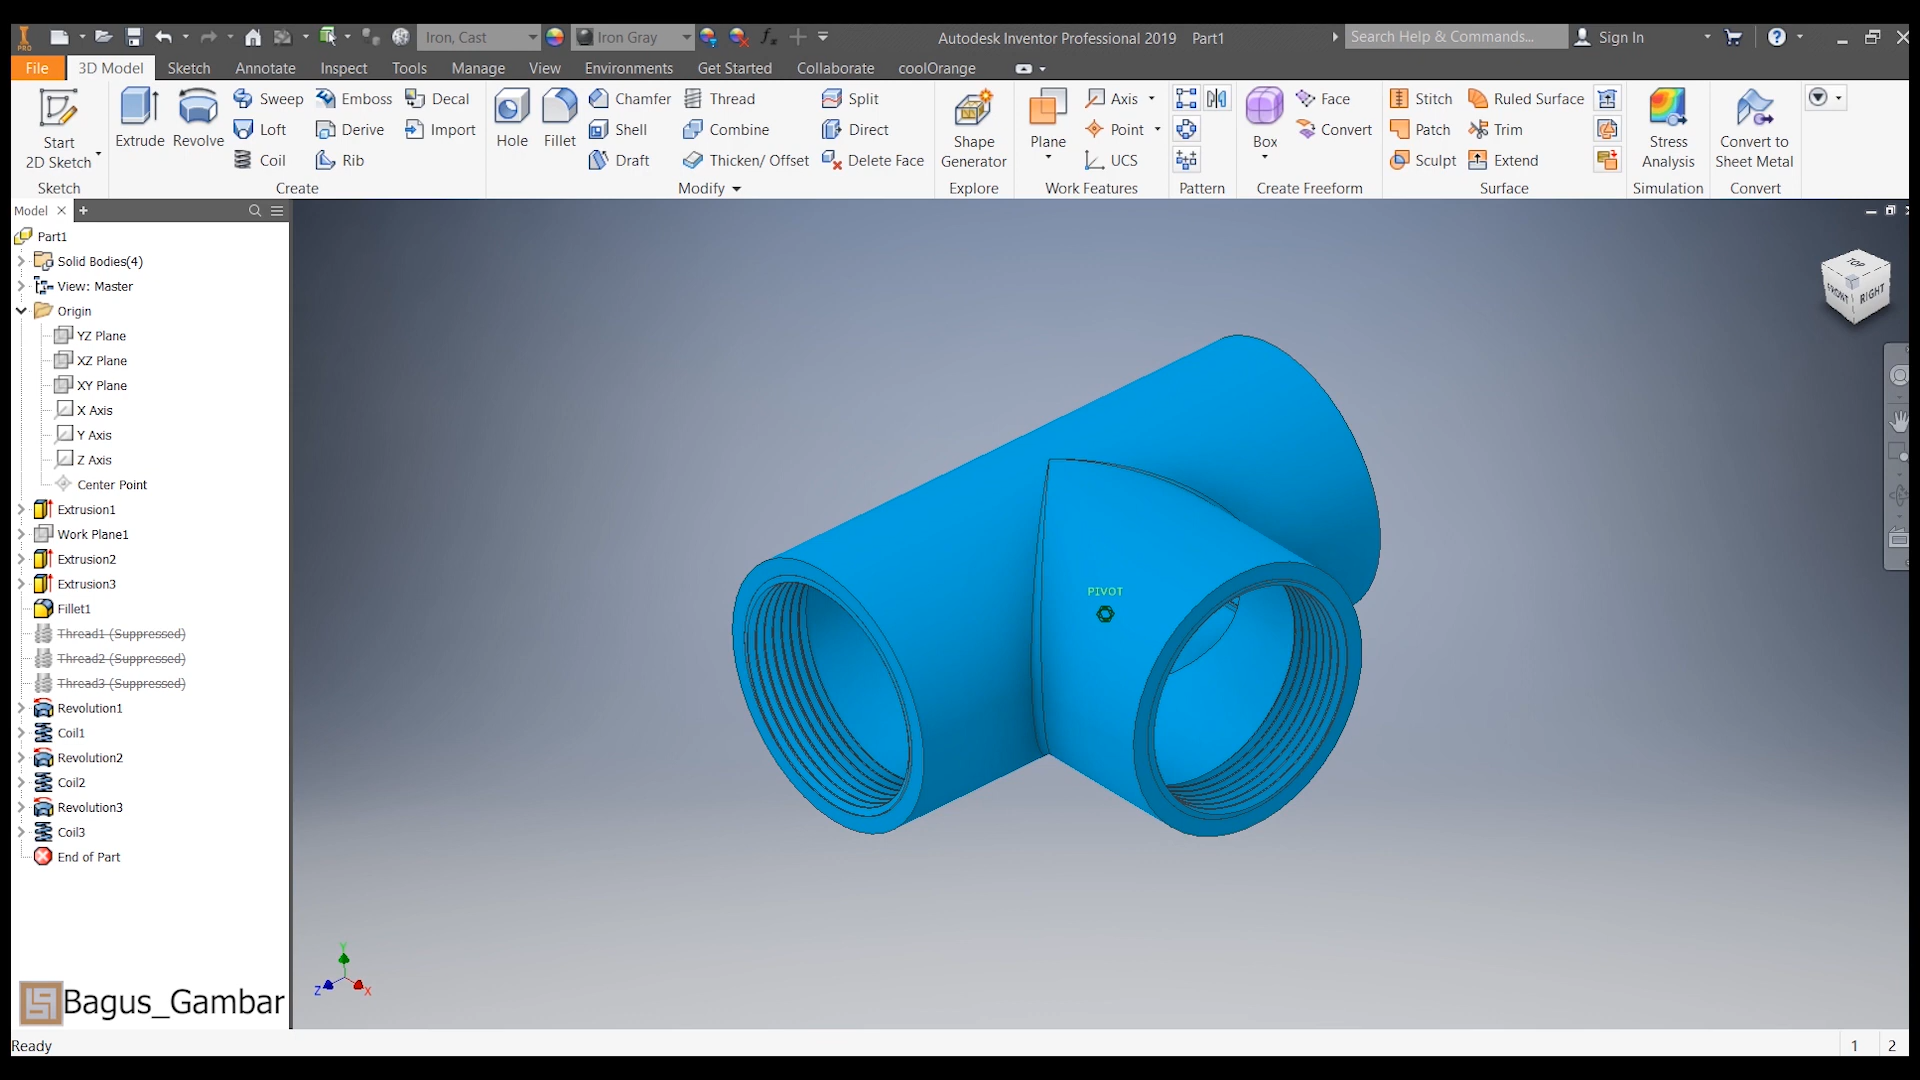 PRO
Iron, Cast
Iron Gray
Autodesk Inventor Professional 2019 Part1
Search Help & Commands...
Sign In
File 3D Model Sketch Annotate Inspect Tools Manage View Environments Get Started Collaborate coolOrange
Start
2D Sketch
Sketch
Extrude
Revolve
Sweep
Loft
Coil
Emboss
Derive
Rib
Decal
Import
Create
Hole
Fillet
Chamfer
Shell
Draft
Thread
Combine
Thicken/ Offset
Split
Direct
Delete Face
Modify
Shape
Generator
Explore
Plane
Axis
Point
UCS
Work Features
Pattern
Box
Face
Convert
Create Freeform
Stitch
Patch
Sculpt
Ruled Surface
Trim
Extend
Surface
Stress
Analysis
Simulation
Convert to
Sheet Metal
Convert
Model
Part1
Solid Bodies(4)
View: Master
Origin
YZ Plane
XZ Plane
XY Plane
X Axis
Y Axis
Z Axis
Center Point
Extrusion1
Work Plane1
Extrusion2
Extrusion3
Fillet1
Thread1 (Suppressed)
Thread2 (Suppressed)
Thread3 (Suppressed)
Revolution1
Coil1
Revolution2
Coil2
Revolution3
Coil3
End of Part
TOP
FRONT
RIGHT
PIVOT
Y
Z
X
Bagus_Gambar
Ready
1 2